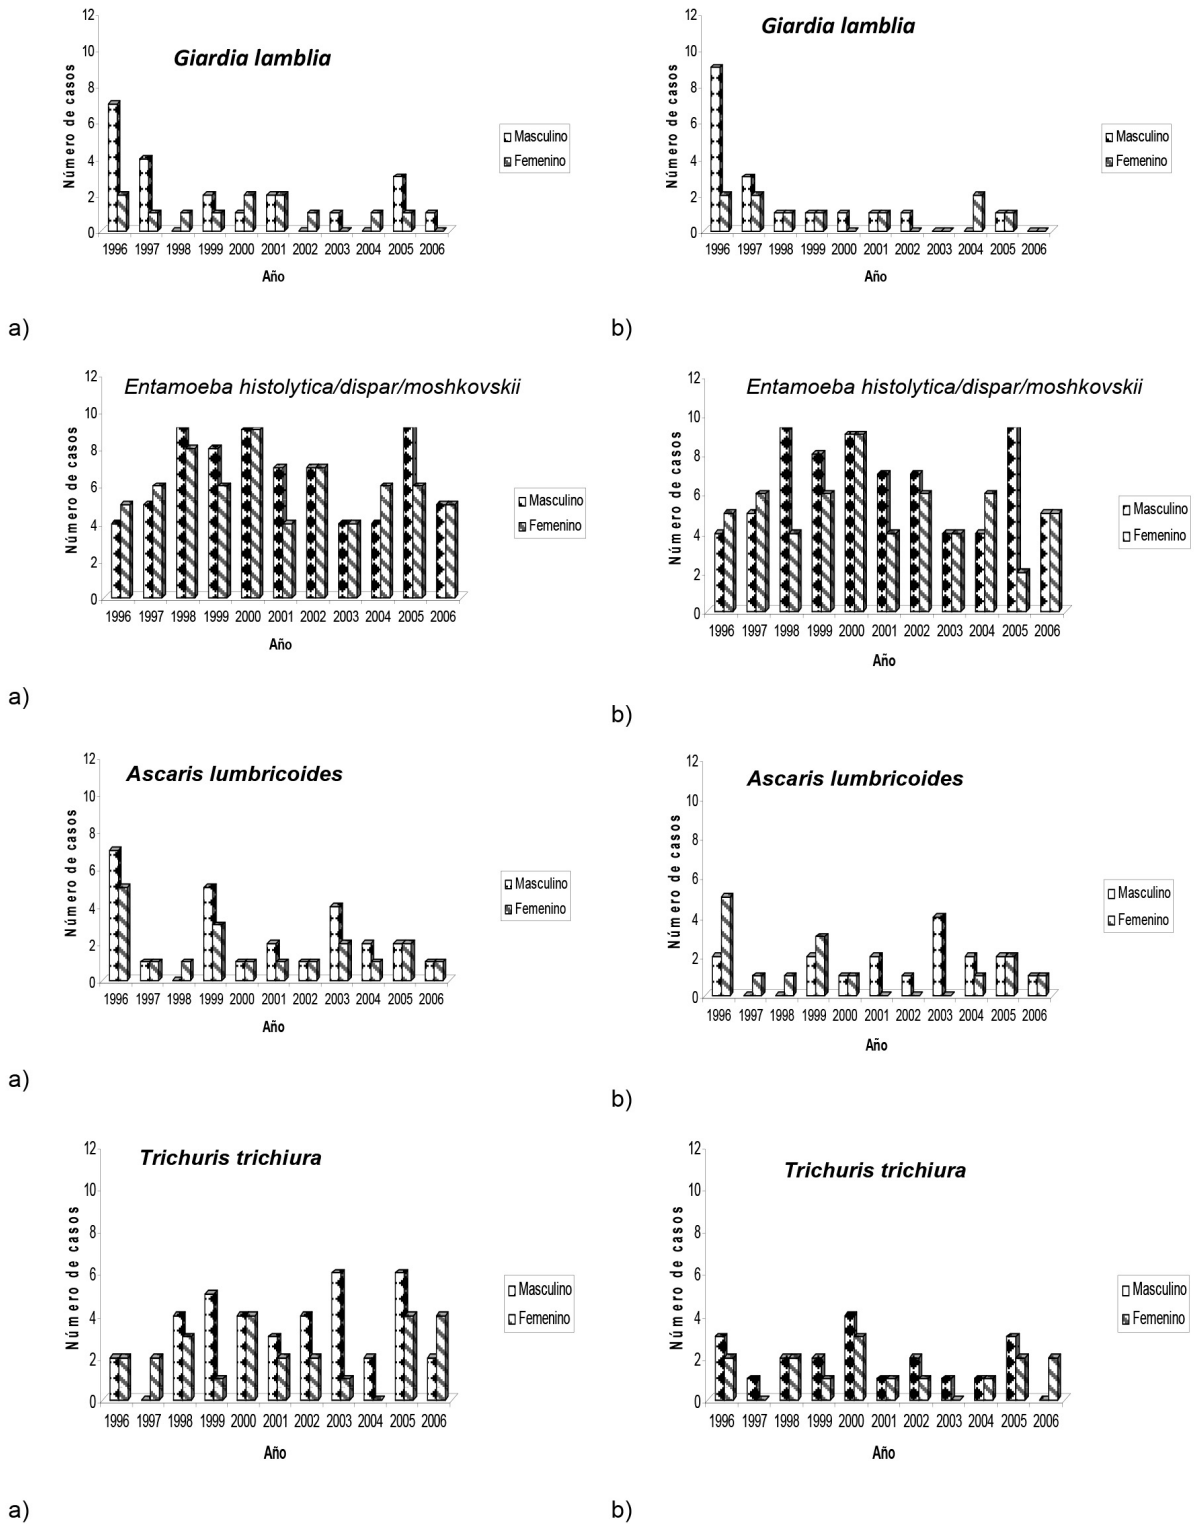 Giardia lamblia
12
10
8
6
4
2
0
Número de casos
1996 1997 1998 1999 2000 2001 2002 2003 2004 2005 2006
Año
Masculino
Femenino
a)
Giardia lamblia
12
10
8
6
4
2
0
Número de casos
1996 1997 1998 1999 2000 2001 2002 2003 2004 2005 2006
Año
Masculino
Femenino
b)
Entamoeba histolytica/dispar/moshkovskii
12
10
8
6
4
2
0
Número de casos
1996 1997 1998 1999 2000 2001 2002 2003 2004 2005 2006
Año
Masculino
Femenino
a)
Entamoeba histolytica/dispar/moshkovskii
12
10
8
6
4
2
0
Número de casos
1996 1997 1998 1999 2000 2001 2002 2003 2004 2005 2006
Año
Masculino
Femenino
b)
Ascaris lumbricoides
12
10
8
6
4
2
0
Número de casos
1996 1997 1998 1999 2000 2001 2002 2003 2004 2005 2006
Año
Masculino
Femenino
a)
Ascaris lumbricoides
12
10
8
6
4
2
0
Número de casos
1996 1997 1998 1999 2000 2001 2002 2003 2004 2005 2006
Año
Masculino
Femenino
b)
Trichuris trichiura
12
10
8
6
4
2
0
Número de casos
1996 1997 1998 1999 2000 2001 2002 2003 2004 2005 2006
Año
Masculino
Femenino
a)
Trichuris trichiura
12
10
8
6
4
2
0
Número de casos
1996 1997 1998 1999 2000 2001 2002 2003 2004 2005 2006
Año
Masculino
Femenino
b)